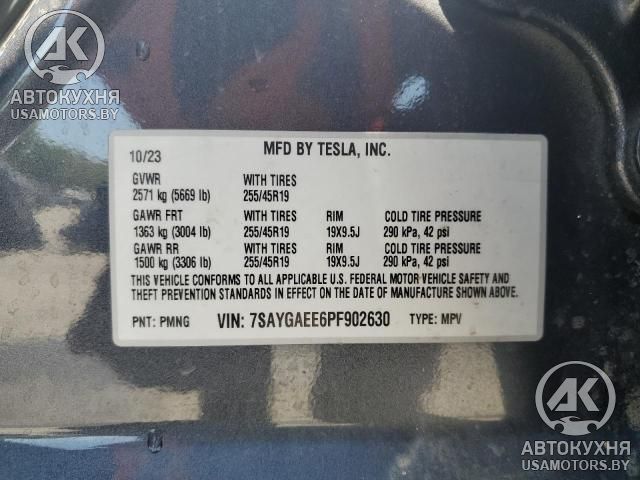 AK
АВТОКУХНЯ
USAMOTORS.BY
10/23 MFD BY TESLA, INC.
GVWR WITH TIRES
2571 kg (5669 lb) 255/45R19
GAWR FRT WITH TIRES RIM COLD TIRE PRESSURE
1363 kg (3004 lb) 255/45R19 19X9.5J 290 kPa, 42 psi
GAWR RR WITH TIRES RIM COLD TIRE PRESSURE
1500 kg (3306 lb) 255/45R19 19X9.5J 290 kPa, 42 psi
THIS VEHICLE CONFORMS TO ALL APPLICABLE U.S. FEDERAL MOTOR VEHICLE SAFETY AND
THEFT PREVENTION STANDARDS IN EFFECT ON THE DATE OF MANUFACTURE SHOWN ABOVE.
PNT: PMNG VIN: 7SAYGAEE6PF902630 TYPE: MPV
AK
АВТОКУХНЯ
USAMOTORS.BY